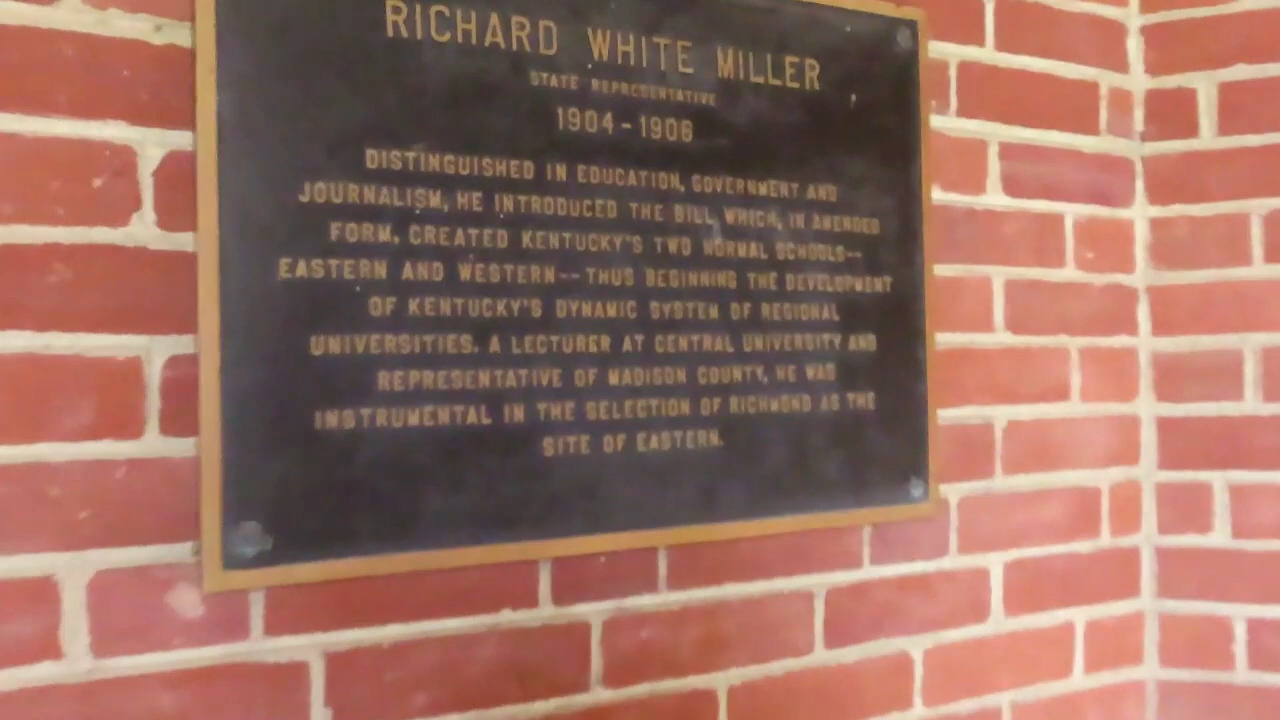 RICHARD WHITE MILLER
STATE REPRESENTATIVE
1904-1906
DISTINGUISHED IN EDUCATION, GOVERNMENT AND
JOURNALISM, HE INTRODUCED THE BILL, WHICH, IN AMENDED
FORM, CREATED KENTUCKY'S TWO NORMAL SCHOOLS--
EASTERN AND WESTERN--THUS BEGINNING THE DEVELOPMENT
OF KENTUCKY'S DYNAMIC SYSTEM OF REGIONAL
UNIVERSITIES. A LECTURER AT CENTRAL UNIVERSITY AND
REPRESENTATIVE OF MADISON COUNTY, HE WAS
INSTRUMENTAL IN THE SELECTION OF RICHMOND AS THE
SITE OF EASTERN.